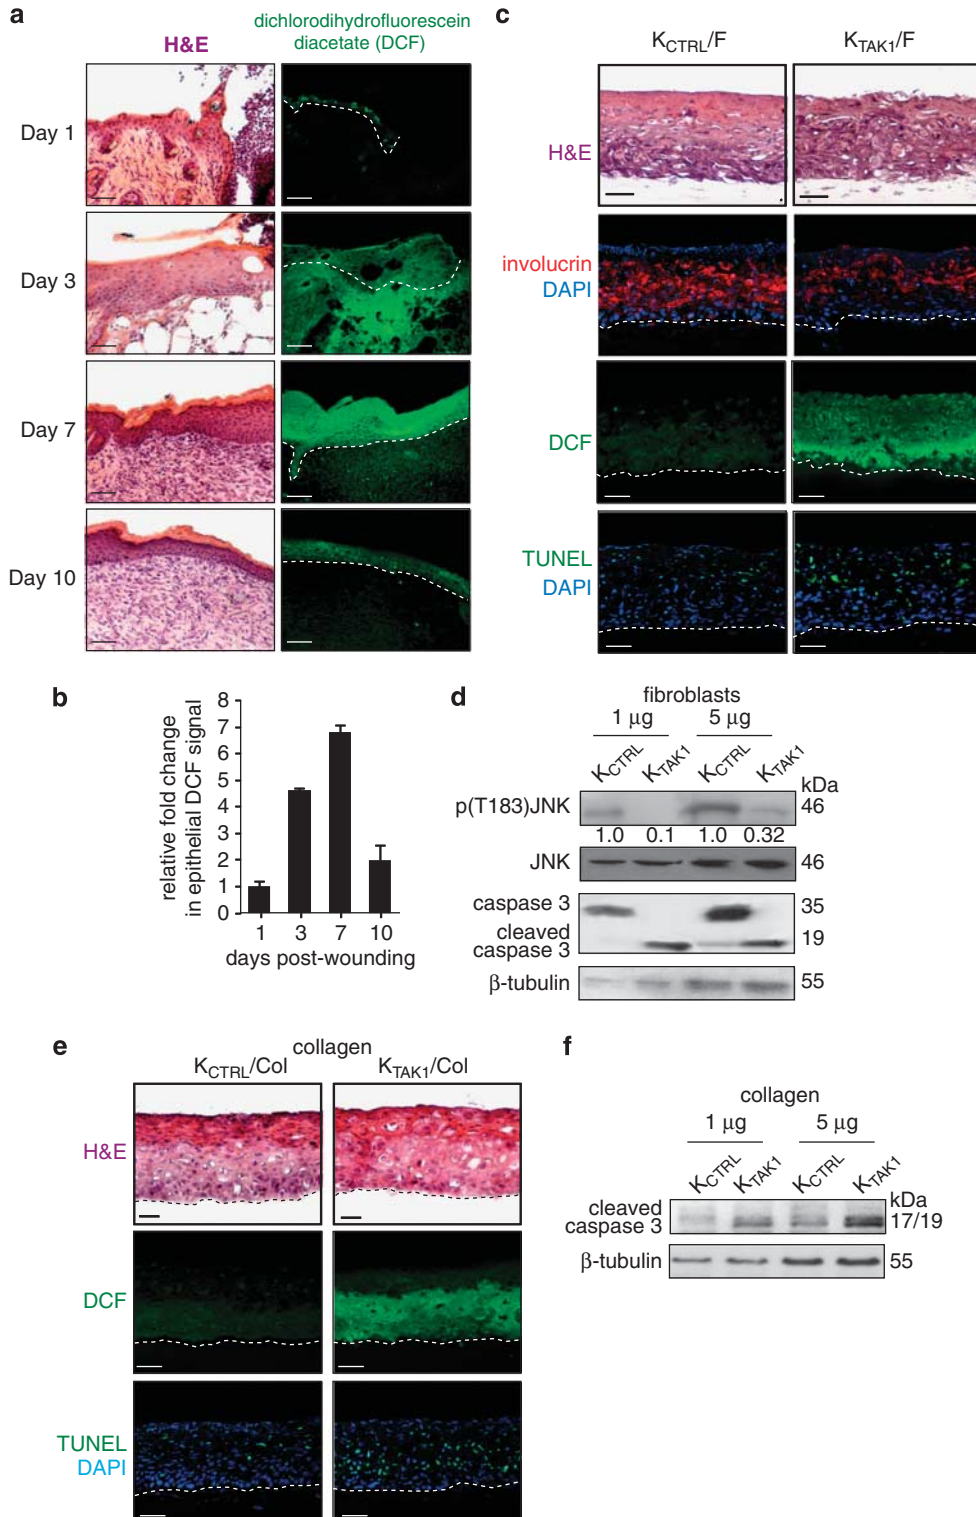 a
H&E
dichlorodihydrofluorescein
diacetate (DCF)
Day 1
Day 3
Day 7
Day 10
b
relative fold change
in epithelial DCF signal
8
7
6
5
4
3
2
1
0
1 3 7 10
days post-wounding
c
KCTRL/F KTAK1/F
H&E
involucrin
DAPI
DCF
TUNEL
DAPI
d
fibroblasts
1 μg 5 μg
KCTRL KTAK1 KCTRL KTAK1
kDa
p(T183)JNK 46
1.0 0.1 1.0 0.32
JNK 46
caspase 3 35
cleaved
caspase 3 19
β-tubulin 55
e
collagen
KCTRL/Col KTAK1/Col
H&E
DCF
TUNEL
DAPI
f
collagen
1 μg 5 μg
KCTRL KTAK1 KCTRL KTAK1
kDa
cleaved
caspase 3 17/19
β-tubulin 55